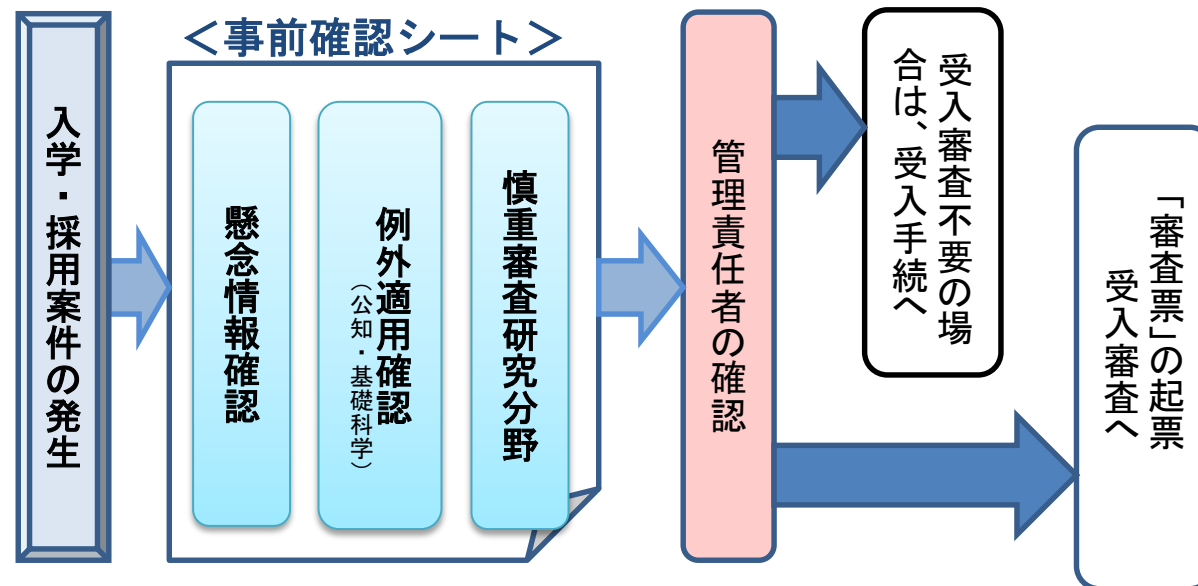 入学・採用案件の発生
＜事前確認シート＞
懸念情報確認
例外適用確認
（公知・基礎科学）
慎重審査研究分野
管理責任者の確認
受入審査不要の場
合は、受入手続へ
「審査票」の起票
受入審査へ